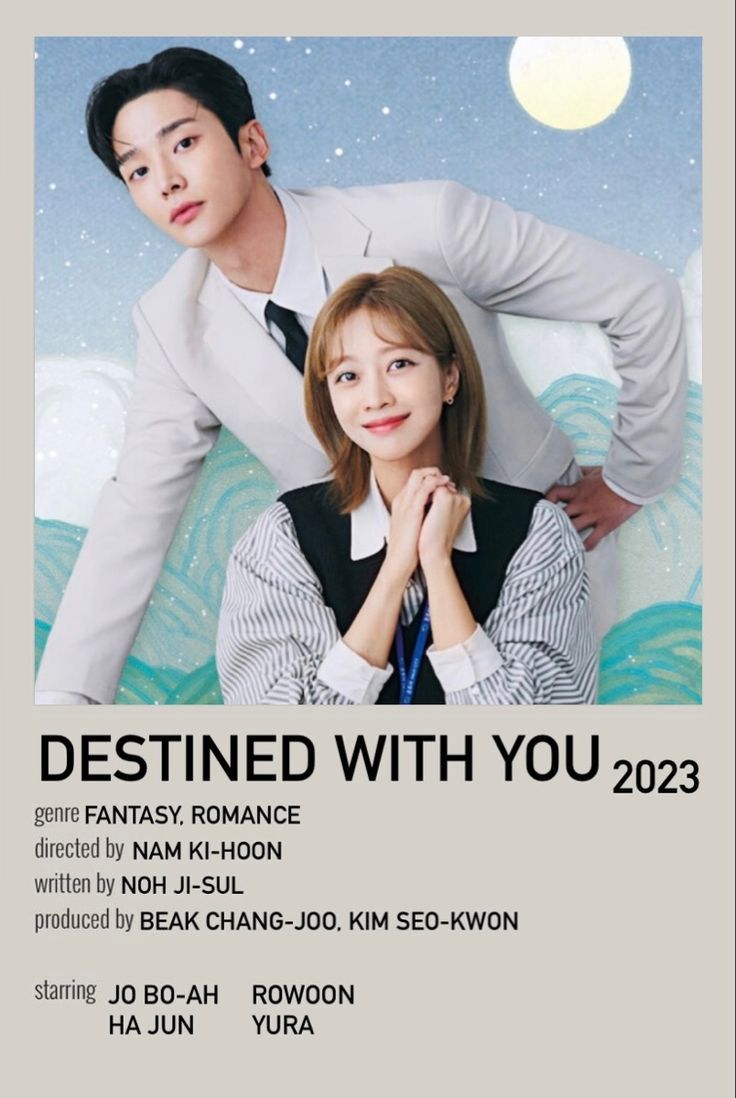 DESTINED WITH YOU 2023
genre FANTASY, ROMANCE
directed by NAM KI-HOON
written by NOH JI-SUL
produced by BEAK CHANG-JOO, KIM SEO-KWON
starring JO BO-AH ROWOON
HA JUN YURA